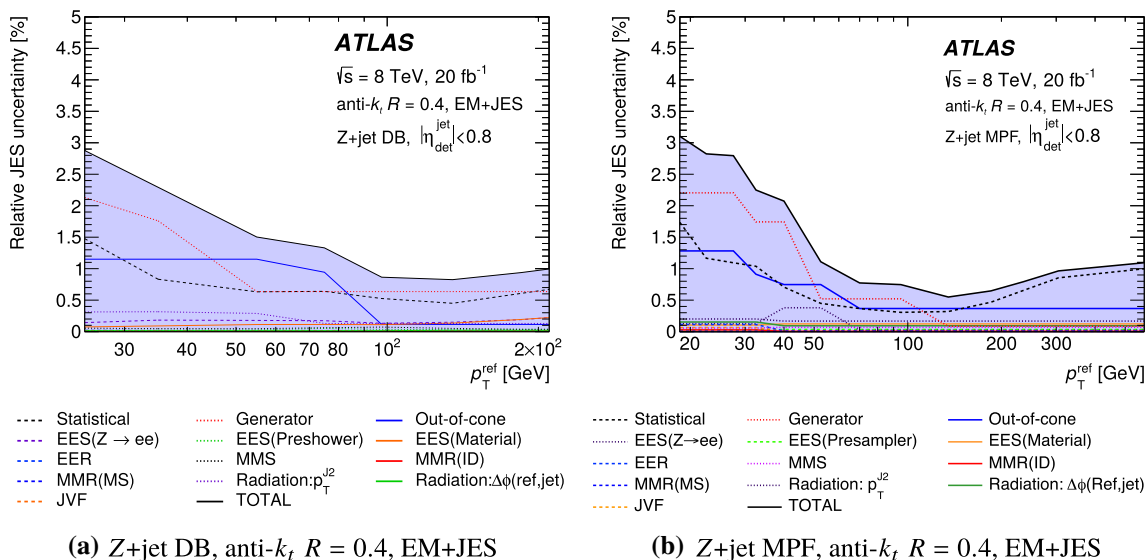 Relative JES uncertainty [%]
5
4.5
4
3.5
3
2.5
2
1.5
1
0.5
0
ATLAS
√s = 8 TeV, 20 fb⁻¹
anti-kₜ R = 0.4, EM+JES
Z+jet DB, |η_det^jet|<0.8
30 40 50 60 70 80 10² 2×10²
p_T^ref [GeV]
Statistical Generator Out-of-cone
EES(Z → ee) EES(Preshower) EES(Material)
EER MMS MMR(ID)
MMR(MS) Radiation:p_T^J2 Radiation:Δϕ(ref,jet)
JVF TOTAL
(a) Z+jet DB, anti-kₜ R = 0.4, EM+JES
Relative JES uncertainty [%]
5
4.5
4
3.5
3
2.5
2
1.5
1
0.5
0
ATLAS
√s = 8 TeV, 20 fb⁻¹
anti-kₜ R = 0.4, EM+JES
Z+jet MPF, |η_det^jet|<0.8
20 30 40 50 100 200 300
p_T^ref [GeV]
Statistical Generator Out-of-cone
EES(Z→ee) EES(Presampler) EES(Material)
EER MMS MMR(ID)
MMR(MS) Radiation: p_T^J2 Radiation: Δϕ(Ref,jet)
JVF TOTAL
(b) Z+jet MPF, anti-kₜ R = 0.4, EM+JES